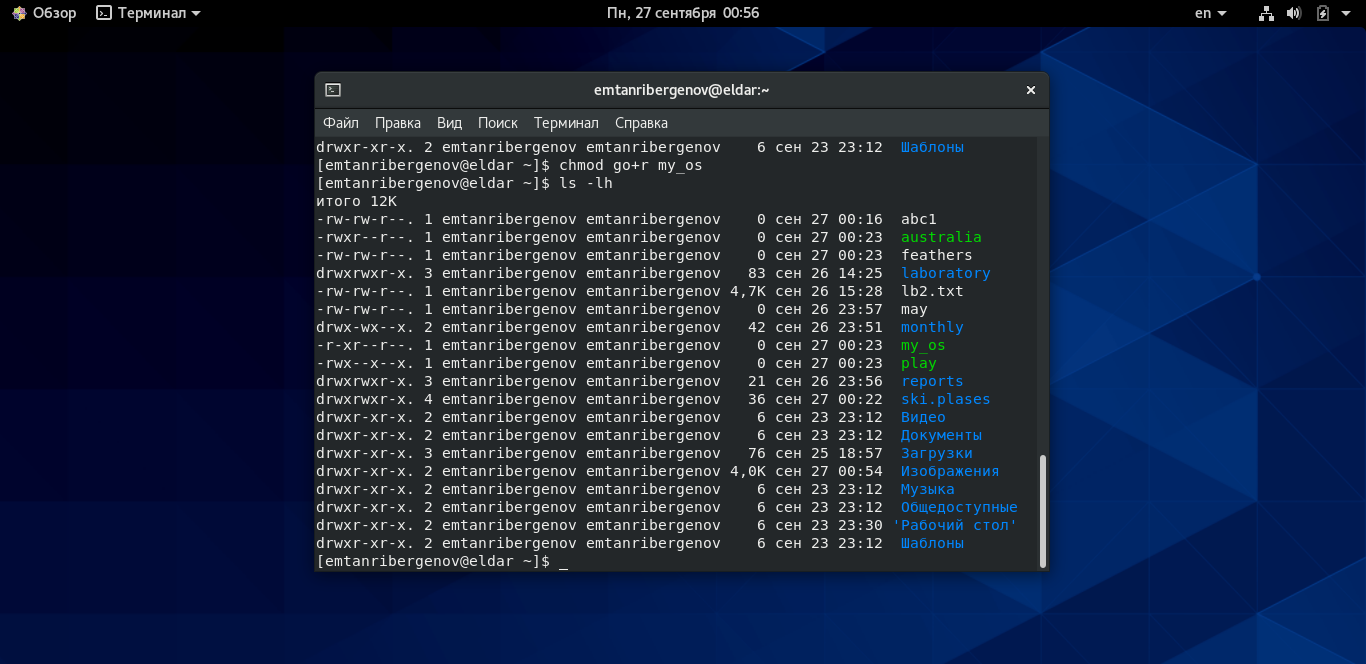 Обзор Терминал Пн, 27 сентября 00:56 en
emtanribergenov@eldar:~
Файл Правка Вид Поиск Терминал Справка
drwxr-xr-x. 2 emtanribergenov emtanribergenov    6 сен 23 23:12  Шаблоны
[emtanribergenov@eldar ~]$ chmod go+r my_os
[emtanribergenov@eldar ~]$ ls -lh
итого 12K
-rw-rw-r--. 1 emtanribergenov emtanribergenov    0 сен 27 00:16  abc1
-rwxr--r--. 1 emtanribergenov emtanribergenov    0 сен 27 00:23  australia
-rw-rw-r--. 1 emtanribergenov emtanribergenov    0 сен 27 00:23  feathers
drwxrwxr-x. 3 emtanribergenov emtanribergenov   83 сен 26 14:25  laboratory
-rw-rw-r--. 1 emtanribergenov emtanribergenov 4,7K сен 26 15:28  lb2.txt
-rw-rw-r--. 1 emtanribergenov emtanribergenov    0 сен 26 23:57  may
drwx-wx--x. 2 emtanribergenov emtanribergenov   42 сен 26 23:51  monthly
-r-xr--r--. 1 emtanribergenov emtanribergenov    0 сен 27 00:23  my_os
-rwx--x--x. 1 emtanribergenov emtanribergenov    0 сен 27 00:23  play
drwxrwxr-x. 3 emtanribergenov emtanribergenov   21 сен 26 23:56  reports
drwxrwxr-x. 4 emtanribergenov emtanribergenov   36 сен 27 00:22  ski.plases
drwxr-xr-x. 2 emtanribergenov emtanribergenov    6 сен 23 23:12  Видео
drwxr-xr-x. 2 emtanribergenov emtanribergenov    6 сен 23 23:12  Документы
drwxr-xr-x. 3 emtanribergenov emtanribergenov   76 сен 25 18:57  Загрузки
drwxr-xr-x. 2 emtanribergenov emtanribergenov 4,0K сен 27 00:54  Изображения
drwxr-xr-x. 2 emtanribergenov emtanribergenov    6 сен 23 23:12  Музыка
drwxr-xr-x. 2 emtanribergenov emtanribergenov    6 сен 23 23:12  Общедоступные
drwxr-xr-x. 2 emtanribergenov emtanribergenov    6 сен 23 23:30 'Рабочий стол'
drwxr-xr-x. 2 emtanribergenov emtanribergenov    6 сен 23 23:12  Шаблоны
[emtanribergenov@eldar ~]$ _